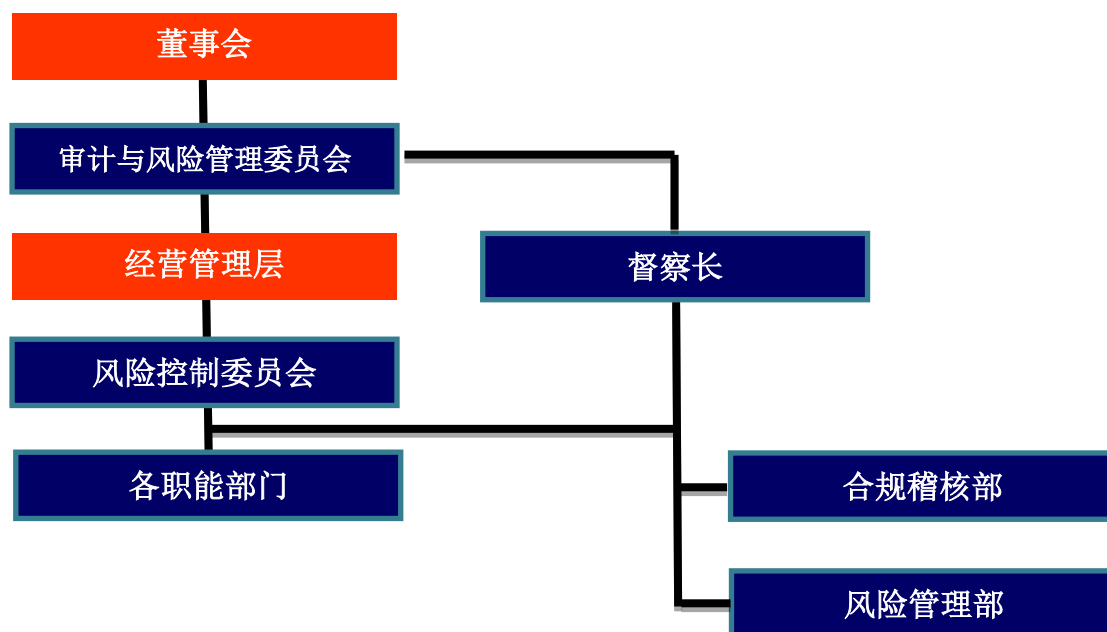 董事会
审计与风险管理委员会
经营管理层
督察长
风险控制委员会
各职能部门
合规稽核部
风险管理部